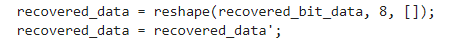 recovered_data = reshape(recovered_bit_data, 8, []);
recovered_data = recovered_data';